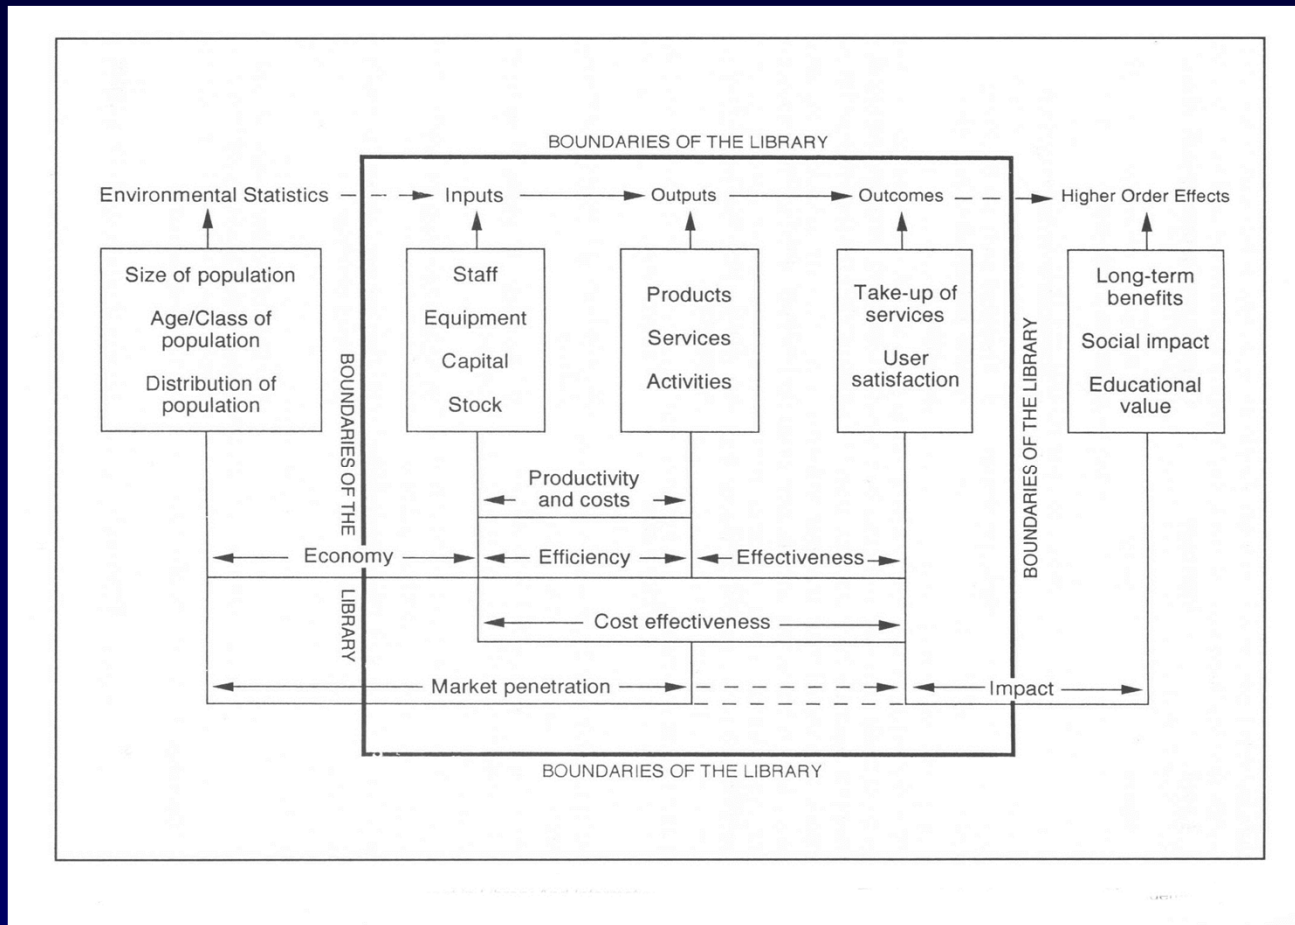 BOUNDARIES OF THE LIBRARY
Environmental Statistics
Inputs
Outputs
Outcomes
Higher Order Effects
Size of population
Age/Class of
population
Distribution of
population
Staff
Equipment
Capital
Stock
Products
Services
Activities
Take-up of
services
User
satisfaction
Long-term
benefits
Social impact
Educational
value
BOUNDARIES OF THE
LIBRARY
BOUNDARIES OF THE LIBRARY
Productivity
and costs
Economy
Efficiency
Effectiveness
Cost effectiveness
Market penetration
Impact
BOUNDARIES OF THE LIBRARY